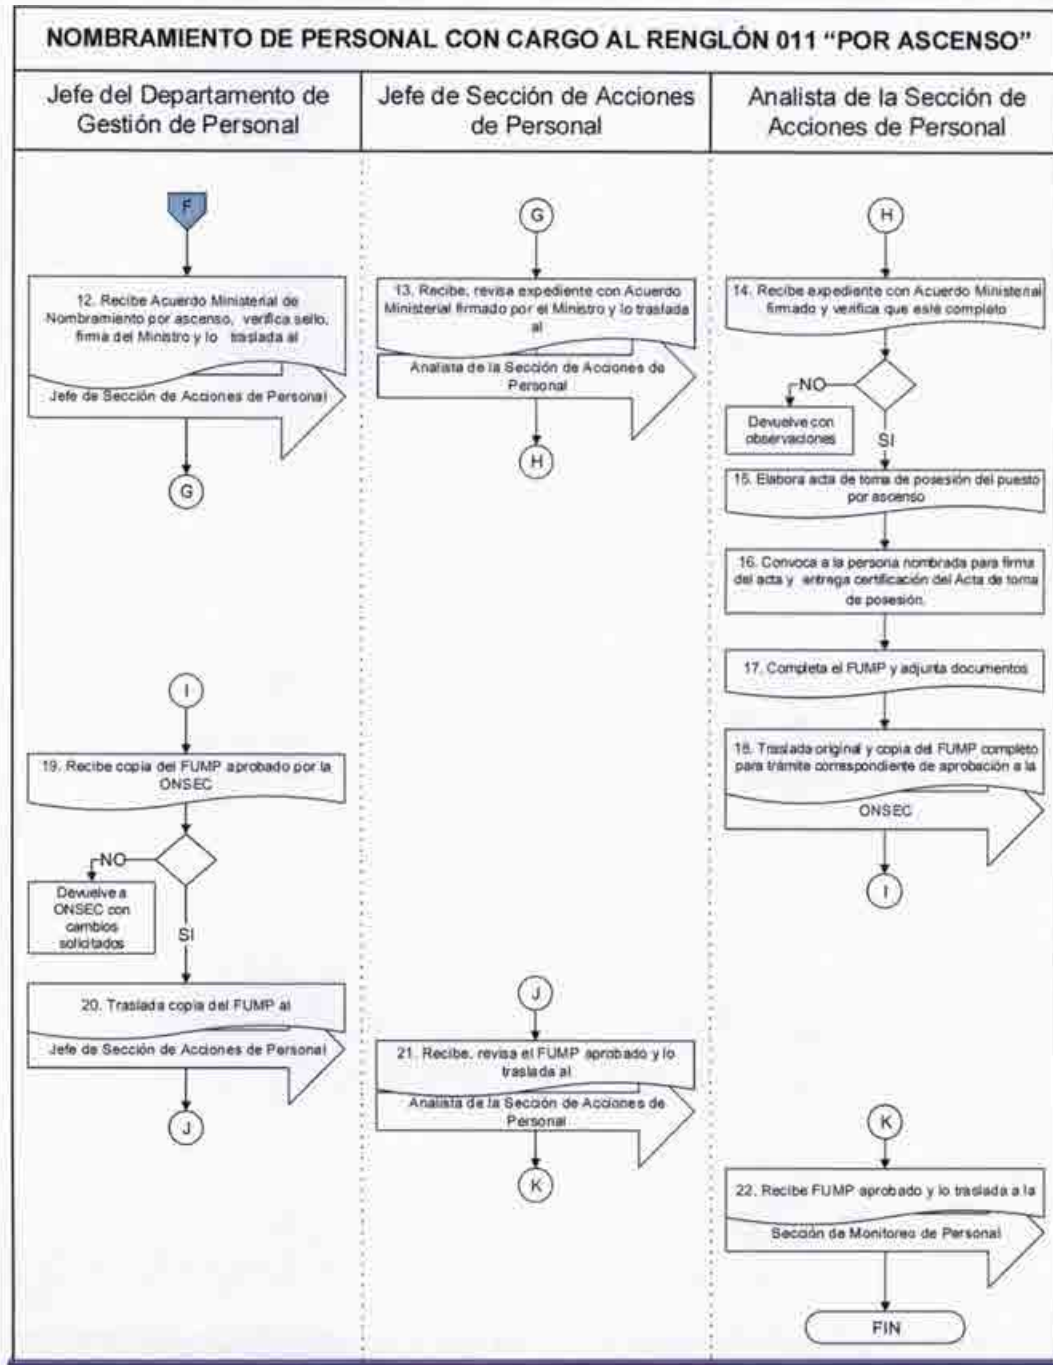 NOMBRAMIENTO DE PERSONAL CON CARGO AL RENGLÓN 011 “POR ASCENSO”
Jefe del Departamento de
Gestión de Personal
Jefe de Sección de Acciones
de Personal
Analista de la Sección de
Acciones de Personal
F
12. Recibe Acuerdo Ministerial de
Nombramiento por ascenso, verifica sello,
firma del Ministro y lo traslada al
Jefe de Sección de Acciones de Personal
G
G
13. Recibe, revisa expediente con Acuerdo
Ministerial firmado por el Ministro y lo traslada
al
Analista de la Sección de Acciones de
Personal
H
H
14. Recibe expediente con Acuerdo Ministerial
firmado y verifica que esté completo
NO
Devuelve con
observaciones
SI
15. Elabora acta de toma de posesión del puesto
por ascenso
16. Convoca a la persona nombrada para firma
del acta y entrega certificación del Acta de toma
de posesión.
17. Completa el FUMP y adjunta documentos
18. Traslada original y copia del FUMP completo
para trámite correspondiente de aprobación a la
ONSEC
I
I
19. Recibe copia del FUMP aprobado por la
ONSEC
NO
Devuelve a
ONSEC con
cambios
solicitados
SI
20. Traslada copia del FUMP al
Jefe de Sección de Acciones de Personal
J
J
21. Recibe, revisa el FUMP aprobado y lo
traslada al
Analista de la Sección de Acciones de
Personal
K
K
22. Recibe FUMP aprobado y lo traslada a la
Sección de Monitoreo de Personal
FIN